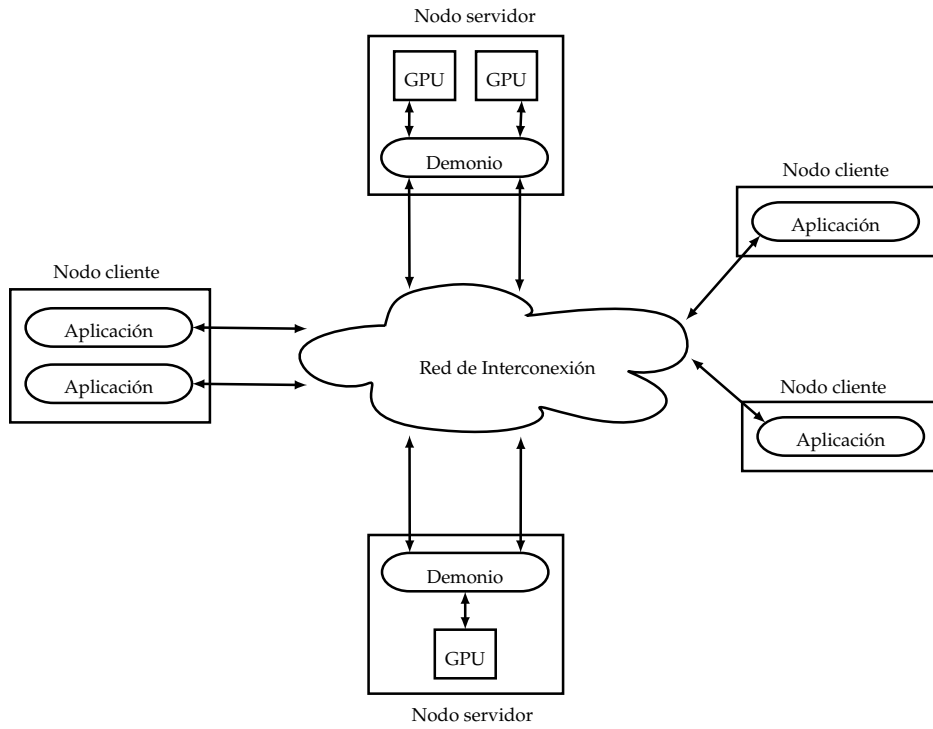 Nodo servidor
GPU GPU
Demonio
Nodo cliente
Aplicación
Nodo cliente
Aplicación
Aplicación
Red de Interconexión
Nodo cliente
Aplicación
Demonio
GPU
Nodo servidor